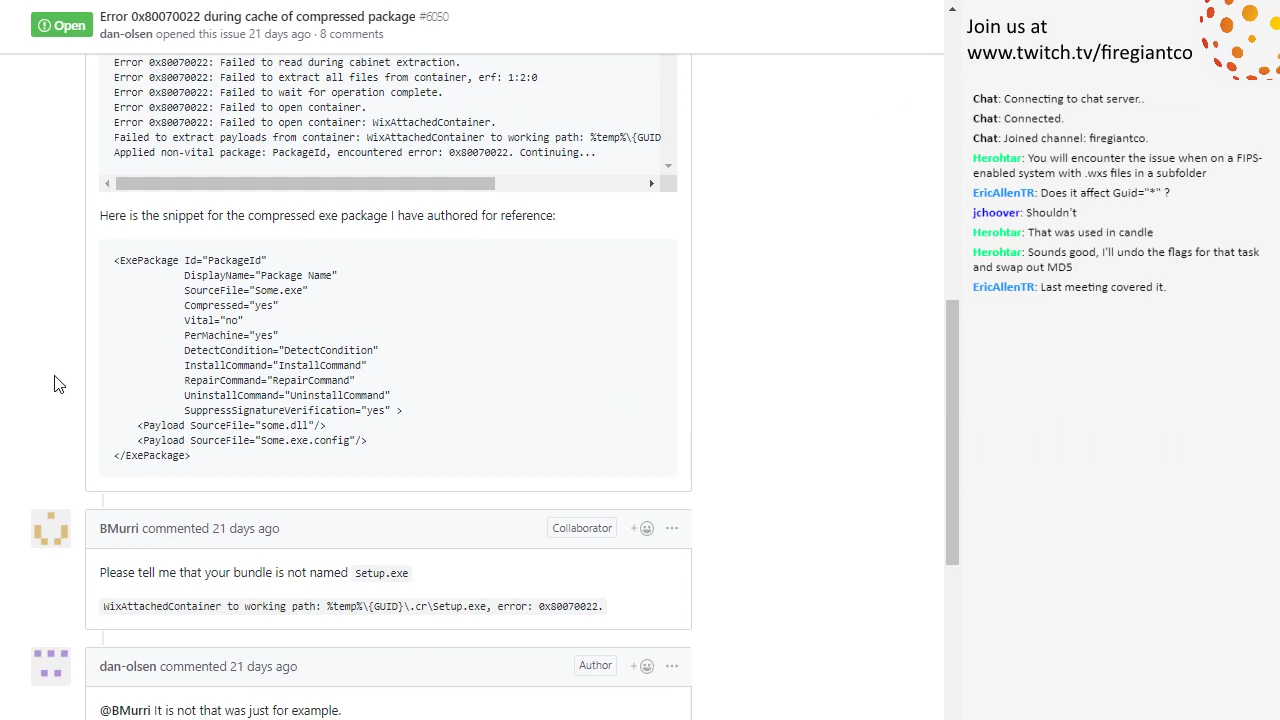 Open
Error 0x80070022 during cache of compressed package #6050
dan-olsen opened this issue 21 days ago · 8 comments
Error 0x80070022: Failed to read during cabinet extraction.
Error 0x80070022: Failed to extract all files from container, erf: 1:2:0
Error 0x80070022: Failed to wait for operation complete.
Error 0x80070022: Failed to open container.
Error 0x80070022: Failed to open container: WixAttachedContainer.
Failed to extract payloads from container: WixAttachedContainer to working path: %temp%\{GUID
Applied non-vital package: PackageId, encountered error: 0x80070022. Continuing...
Here is the snippet for the compressed exe package I have authored for reference:
<ExePackage Id="PackageId"
DisplayName="Package Name"
SourceFile="Some.exe"
Compressed="yes"
Vital="no"
PerMachine="yes"
DetectCondition="DetectCondition"
InstallCommand="InstallCommand"
RepairCommand="RepairCommand"
UninstallCommand="UninstallCommand"
SuppressSignatureVerification="yes" >
<Payload SourceFile="some.dll"/>
<Payload SourceFile="Some.exe.config"/>
</ExePackage>
BMurri commented 21 days ago
Collaborator
Please tell me that your bundle is not named Setup.exe
WixAttachedContainer to working path: %temp%\{GUID}\.cr\Setup.exe, error: 0x80070022.
dan-olsen commented 21 days ago
Author
@BMurri It is not that was just for example.
Join us at
www.twitch.tv/firegiantco
Chat: Connecting to chat server..
Chat: Connected.
Chat: Joined channel: firegiantco.
Herohtar: You will encounter the issue when on a FIPS-
enabled system with .wxs files in a subfolder
EricAllenTR: Does it affect Guid="*" ?
jchoover: Shouldn't
Herohtar: That was used in candle
Herohtar: Sounds good, I'll undo the flags for that task
and swap out MD5
EricAllenTR: Last meeting covered it.